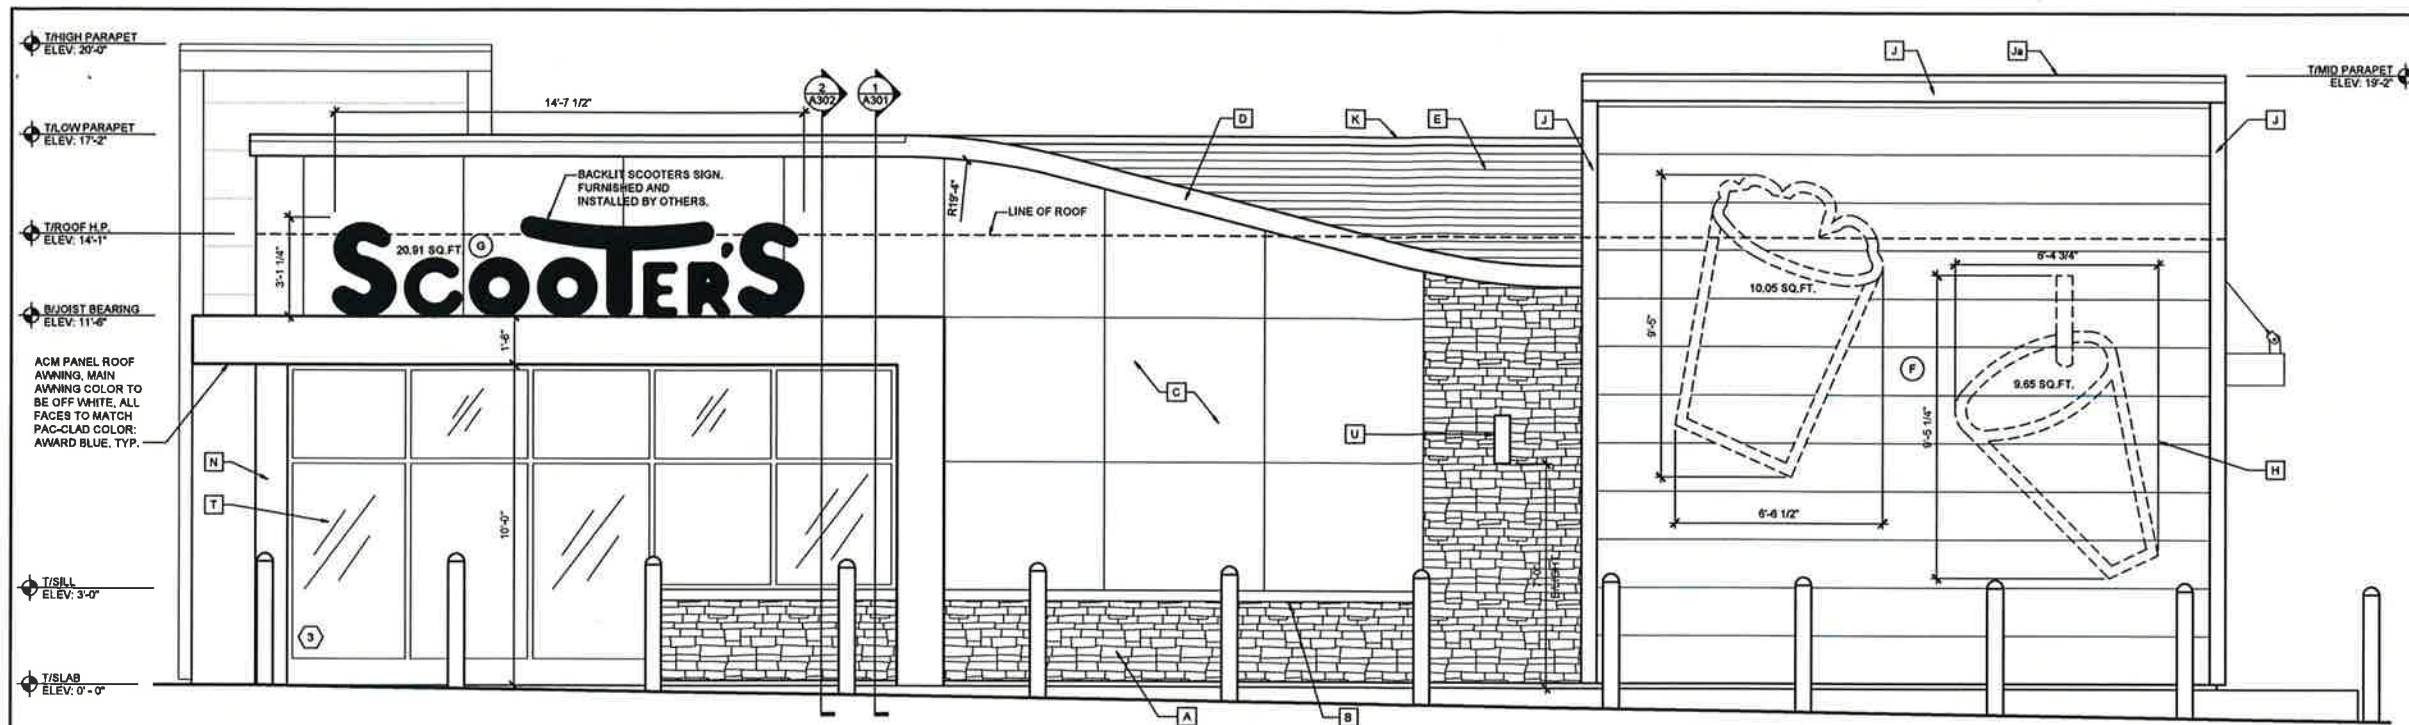 T/HIGH PARAPET
ELEV: 20'-0"
T/MID PARAPET
ELEV: 19'-2"
J
Ja
2
A302
1
A301
14'-7 1/2"
T/LOW PARAPET
ELEV: 17'-2"
D
K
E
J
J
BACKLIT SCOOTERS SIGN.
FURNISHED AND
INSTALLED BY OTHERS.
R19'-4"
LINE OF ROOF
T/ROOF H.P.
ELEV: 14'-1"
3'-1 1/4"
20.91 SQ.FT.
G
SCOOTER'S
B/JOIST BEARING
ELEV: 11'-6"
1'-6"
ACM PANEL ROOF
AWNING, MAIN
AWNING COLOR TO
BE OFF WHITE, ALL
FACES TO MATCH
PAC-CLAD COLOR:
AWARD BLUE, TYP.
10.05 SQ.FT.
9'-5"
6'-4 3/4"
F
9.65 SQ.FT.
9'-5 1/4"
C
U
N
T
H
6'-6 1/2"
10'-0"
T/SILL
ELEV: 3'-0"
3
T/SLAB
ELEV: 0' - 0"
A
B